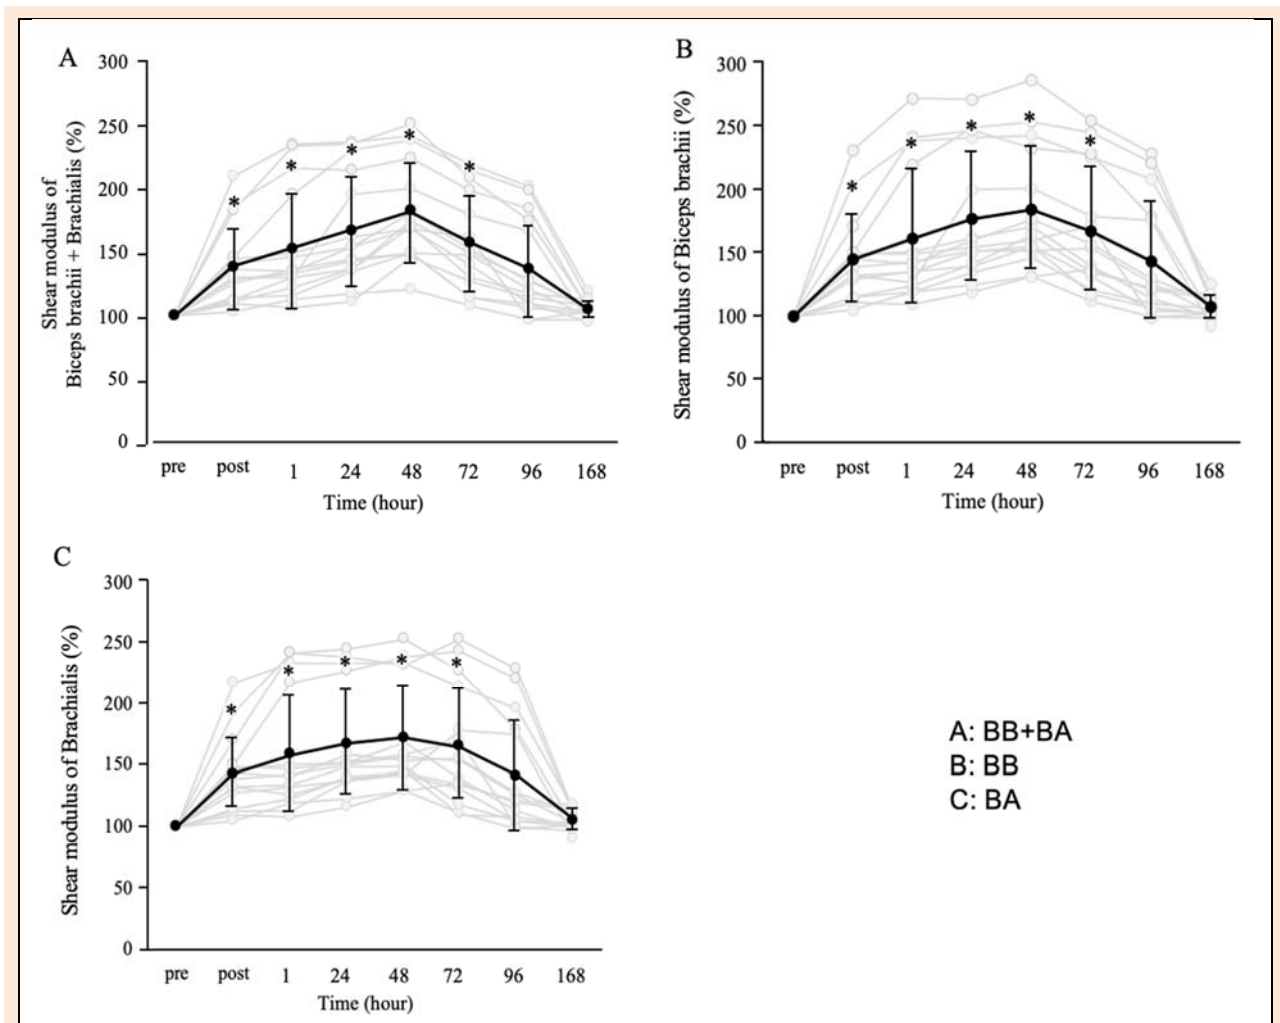 A
Shear modulus of
Biceps brachii + Brachialis (%)
300
250
200
150
100
50
0
* * * * *
pre post 1 24 48 72 96 168
Time (hour)
B
Shear modulus of Biceps brachii (%)
300
250
200
150
100
50
0
* * * * *
pre post 1 24 48 72 96 168
Time (hour)
C
Shear modulus of Brachialis (%)
300
250
200
150
100
50
0
* * * * *
pre post 1 24 48 72 96 168
Time (hour)
A: BB+BA
B: BB
C: BA